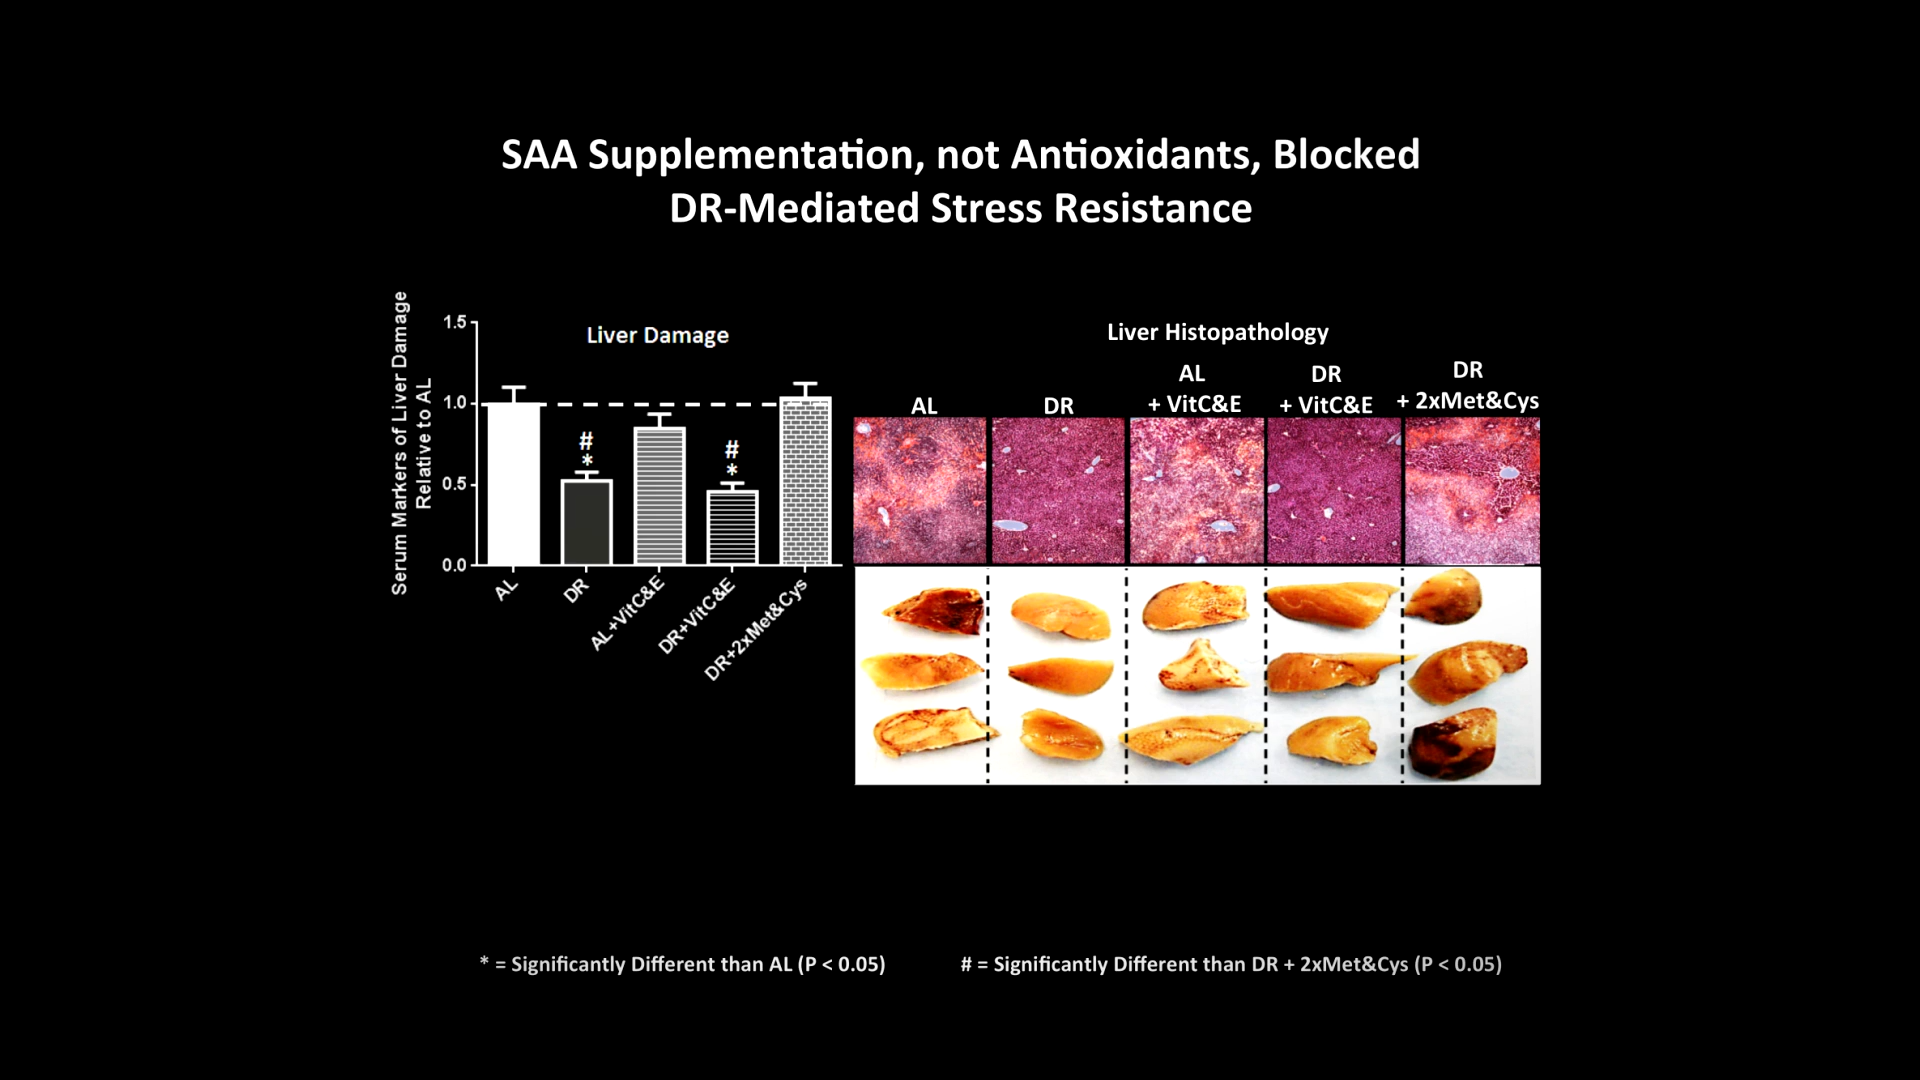 SAA Supplementation, not Antioxidants, Blocked
DR-Mediated Stress Resistance
Serum Markers of Liver Damage
Relative to AL
Liver Damage
1.5
1.0
0.5
0.0
#
*
#
*
AL
DR
AL+VitC&E
DR+VitC&E
DR+2xMet&Cys
Liver Histopathology
AL
DR
AL
+ VitC&E
DR
+ VitC&E
DR
+ 2xMet&Cys
* = Significantly Different than AL (P < 0.05)
# = Significantly Different than DR + 2xMet&Cys (P < 0.05)